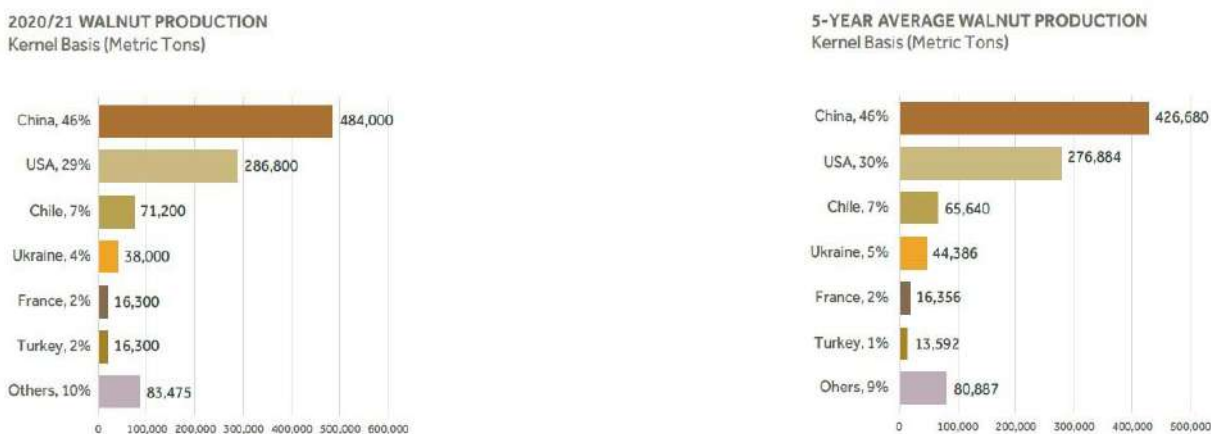 2020/21 WALNUT PRODUCTION
Kernel Basis (Metric Tons)
China, 46% 484,000
USA, 29% 286,800
Chile, 7% 71,200
Ukraine, 4% 38,000
France, 2% 16,300
Turkey, 2% 16,300
Others, 10% 83,475
0 100,000 200,000 300,000 400,000 500,000 600,000
5-YEAR AVERAGE WALNUT PRODUCTION
Kernel Basis (Metric Tons)
China, 46% 426,680
USA, 30% 276,884
Chile, 7% 65,640
Ukraine, 5% 44,386
France, 2% 16,356
Turkey, 1% 13,592
Ohers, 9% 80,887
0 100,000 200,000 300,000 400,000 500,000